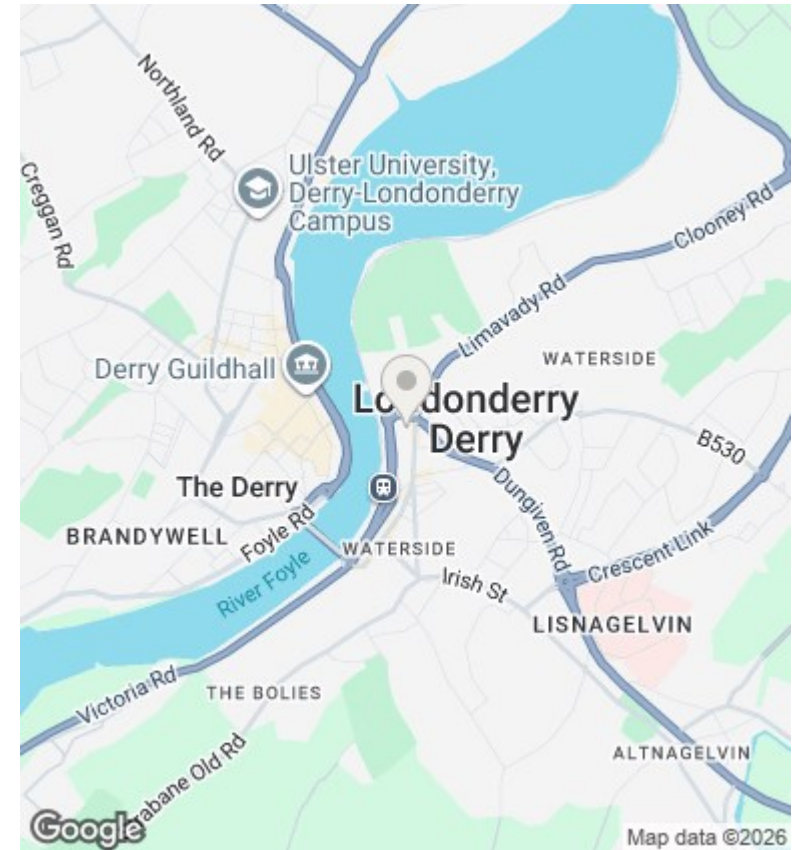 Northland Rd
Creggan Rd
Ulster University,
Derry-Londonderry
Campus
Clooney Rd
Limavady Rd
WATERSIDE
Derry Guildhall
Londonderry
Derry
B530
The Derry
Dungiven Rd
BRANDYWELL
Foyle Rd
WATERSIDE
Crescent Link
River Foyle
Irish St
LISNAGELVIN
Victoria Rd
THE BOLIES
ALTNAGELVIN
Strabane Old Rd
Google
Map data ©2026